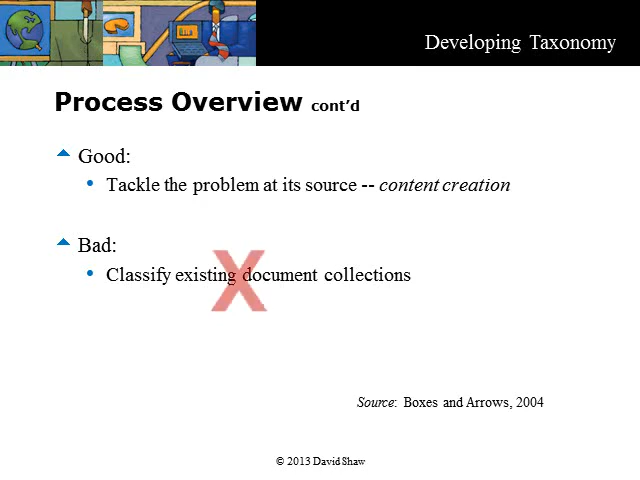 Developing Taxonomy
Process Overview cont'd
Good:
Tackle the problem at its source -- content creation
Bad:
Classify existing document collections
X
Source: Boxes and Arrows, 2004
© 2013 David Shaw